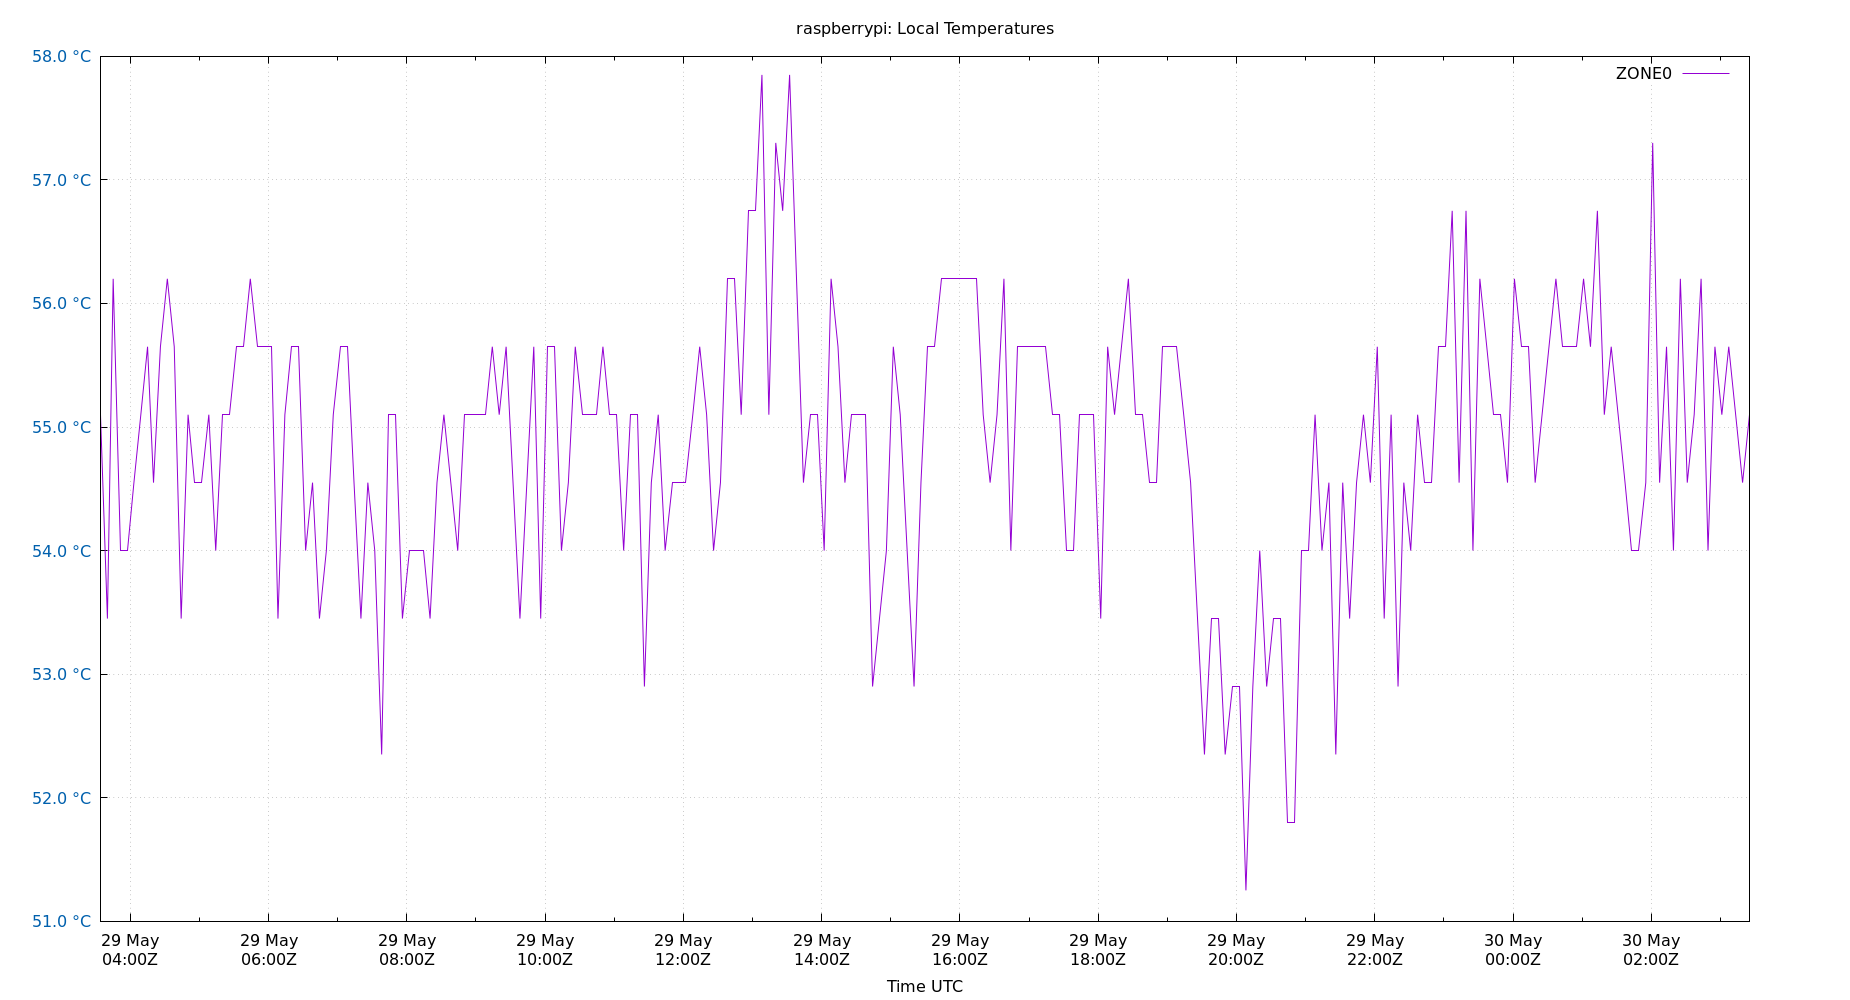 raspberrypi: Local Temperatures
58.0 °C
ZONE0
57.0 °C
56.0 °C
55.0 °C
54.0 °C
53.0 °C
52.0 °C
51.0 °C
29 May 29 May 29 May 29 May 29 May 29 May 29 May 29 May 29 May 29 May 30 May 30 May
04:00Z 06:00Z 08:00Z 10:00Z 12:00Z 14:00Z 16:00Z 18:00Z 20:00Z 22:00Z 00:00Z 02:00Z
Time UTC